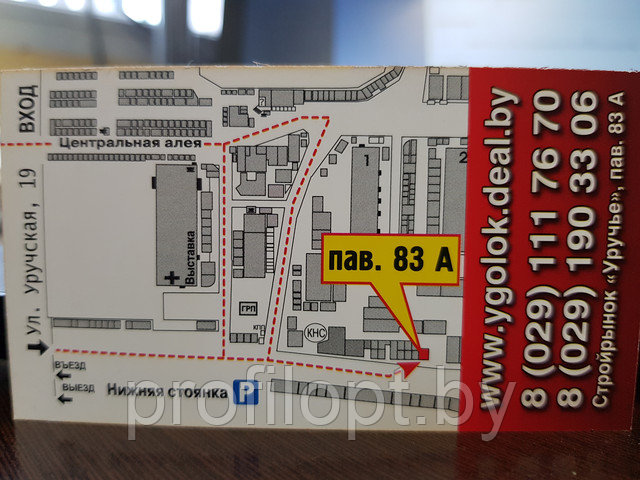 ВХОД
Центральная алея
Ул. Уручская, 19
Выставка
1
2
пав. 83 А
ГРП
КПП
КНС
ВЪЕЗД
ВЫЕЗД
Нижняя стоянка P
www.ygolok.deal.by
8 (029) 111 76 70
8 (029) 190 33 06
Стройрынок «Уручье», пав. 83 А
profilopt.by